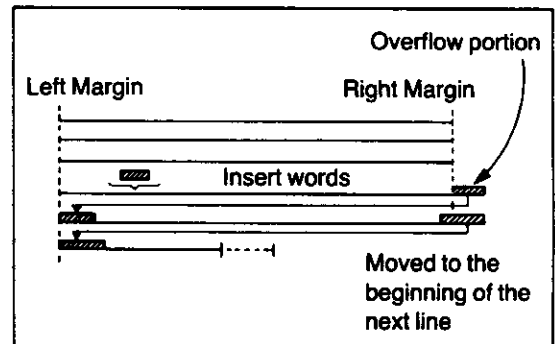 Overflow portion
Left Margin
Right Margin
Insert words
Moved to the
beginning of the
next line